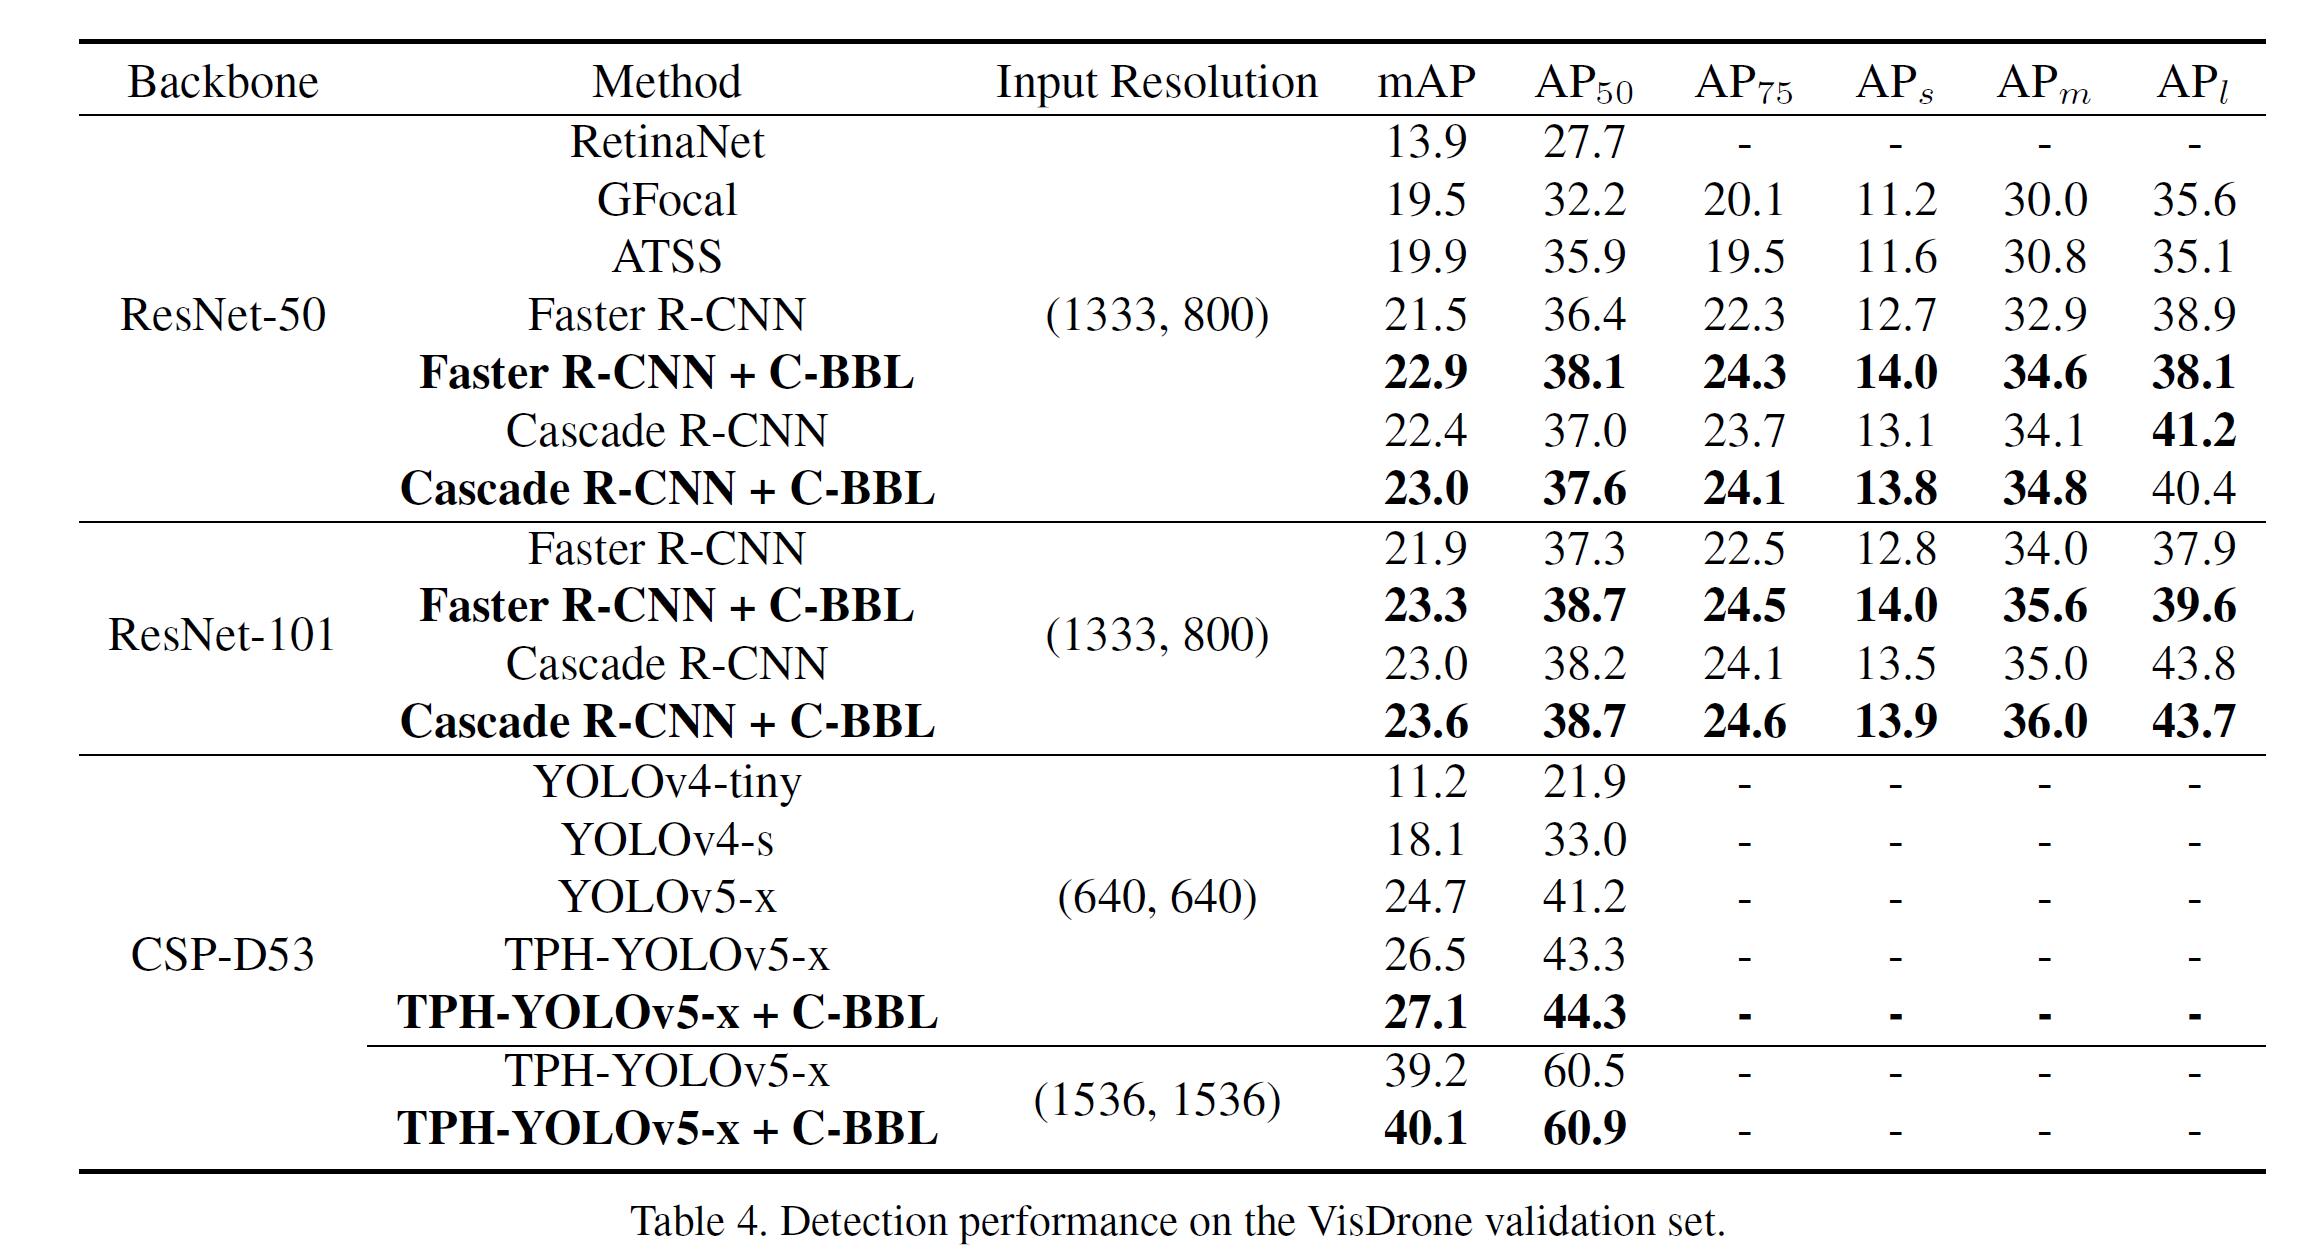 Backbone Method Input Resolution mAP AP50 AP75 APs APm APl
RetinaNet 13.9 27.7 - - - -
GFocal 19.5 32.2 20.1 11.2 30.0 35.6
ATSS 19.9 35.9 19.5 11.6 30.8 35.1
ResNet-50 Faster R-CNN (1333, 800) 21.5 36.4 22.3 12.7 32.9 38.9
Faster R-CNN + C-BBL 22.9 38.1 24.3 14.0 34.6 38.1
Cascade R-CNN 22.4 37.0 23.7 13.1 34.1 41.2
Cascade R-CNN + C-BBL 23.0 37.6 24.1 13.8 34.8 40.4
Faster R-CNN 21.9 37.3 22.5 12.8 34.0 37.9
Faster R-CNN + C-BBL 23.3 38.7 24.5 14.0 35.6 39.6
ResNet-101 (1333, 800)
Cascade R-CNN 23.0 38.2 24.1 13.5 35.0 43.8
Cascade R-CNN + C-BBL 23.6 38.7 24.6 13.9 36.0 43.7
YOLOv4-tiny 11.2 21.9 - - - -
YOLOv4-s 18.1 33.0 - - - -
YOLOv5-x (640, 640) 24.7 41.2 - - - -
CSP-D53 TPH-YOLOv5-x 26.5 43.3 - - - -
TPH-YOLOv5-x + C-BBL 27.1 44.3 - - - -
TPH-YOLOv5-x 39.2 60.5 - - - -
(1536, 1536)
TPH-YOLOv5-x + C-BBL 40.1 60.9 - - - -
Table 4. Detection performance on the VisDrone validation set.